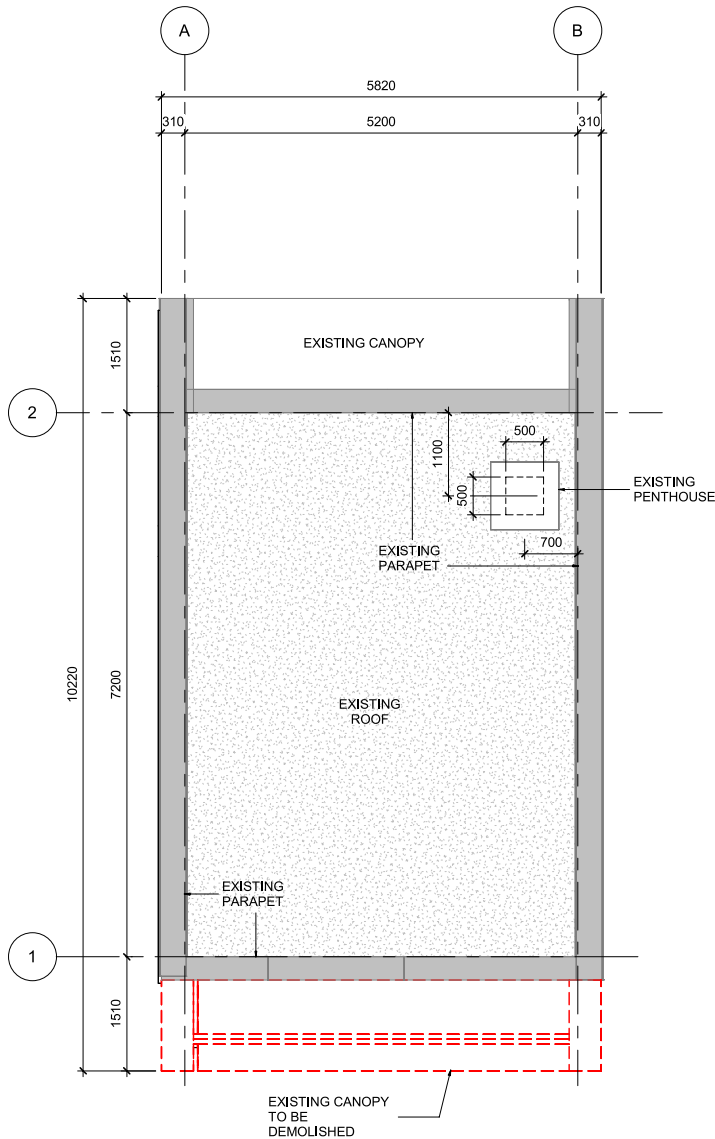 A
B
5820
310
5200
310
1510
EXISTING CANOPY
2
500
1100
500
EXISTING
PENTHOUSE
700
EXISTING
PARAPET
10220
7200
EXISTING
ROOF
EXISTING
PARAPET
1
1510
EXISTING CANOPY
TO BE
DEMOLISHED